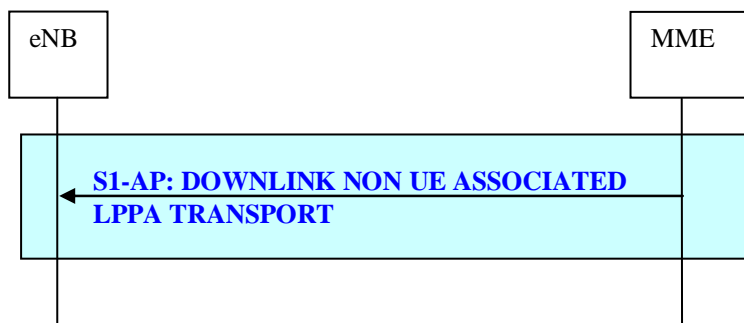 eNB
MME
S1-AP: DOWNLINK NON UE ASSOCIATED
LPPA TRANSPORT